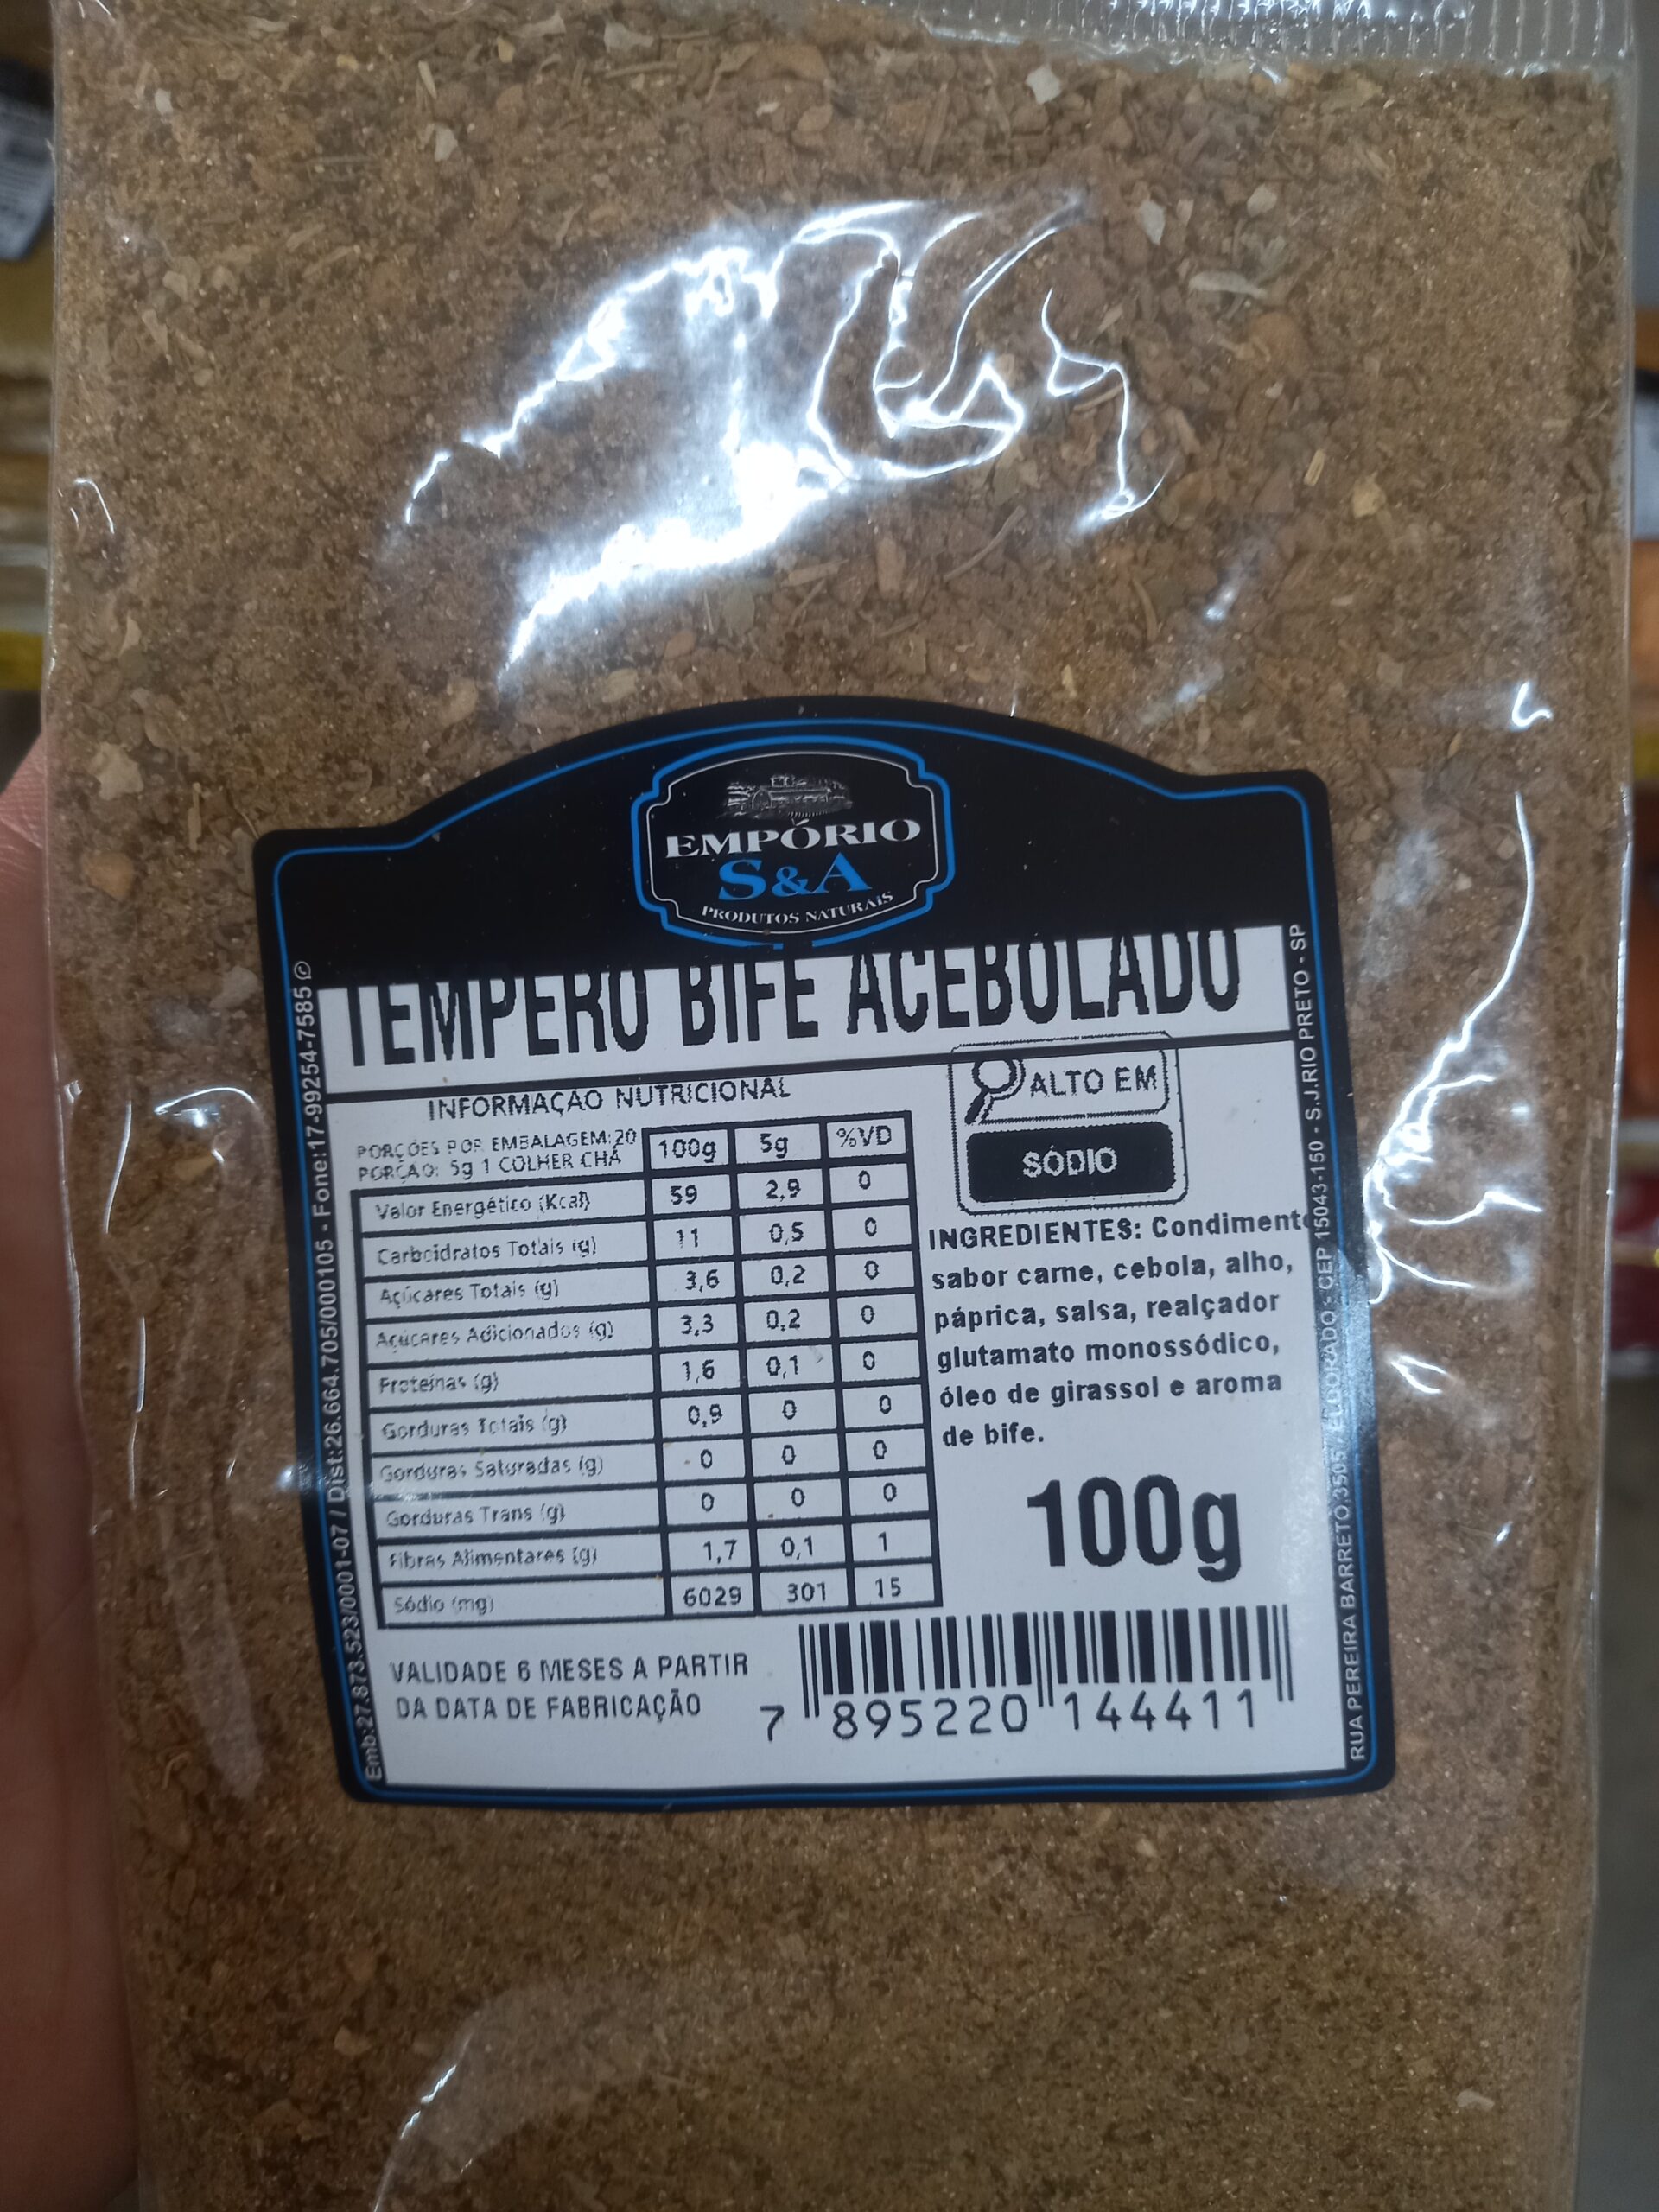 EMPÓRIO
S&A
PRODUTOS NATURAIS
TEMPERO BIFE ACEBOLADO
INFORMAÇAO NUTRICIONAL
PORÇOES POR EMBALAGEM:20
PORÇAO: 5g 1 COLHER CHÁ
100g 5g %VD
Valor Energético (Kcal) 59 2,9 0
Carboidratos Totais (g) 11 0,5 0
Açúcares Totais (g) 3,6 0,2 0
Açúcares Adicionados (g) 3,3 0,2 0
Proteínas (g) 1,6 0,1 0
Gorduras Totais (g) 0,9 0 0
Gorduras Saturadas (g) 0 0 0
Gorduras Trans (g) 0 0 0
Fibras Alimentares (g) 1,7 0,1 1
Sódio (mg) 6029 301 15
ALTO EM
SÓDIO
INGREDIENTES: Condimento
sabor carne, cebola, alho,
páprica, salsa, realçador
glutamato monossódico,
óleo de girassol e aroma
de bife.
100g
VALIDADE 6 MESES A PARTIR
DA DATA DE FABRICAÇÃO
7 895220 144411
Emb:27.873.523/0001-07 / Dist:26.664.705/000105 - Fone:17-99254-7585
RUA PEREIRA BARRETO,3505 - ELDORADO - CEP 15043-150 - S.J.RIO PRETO - SP